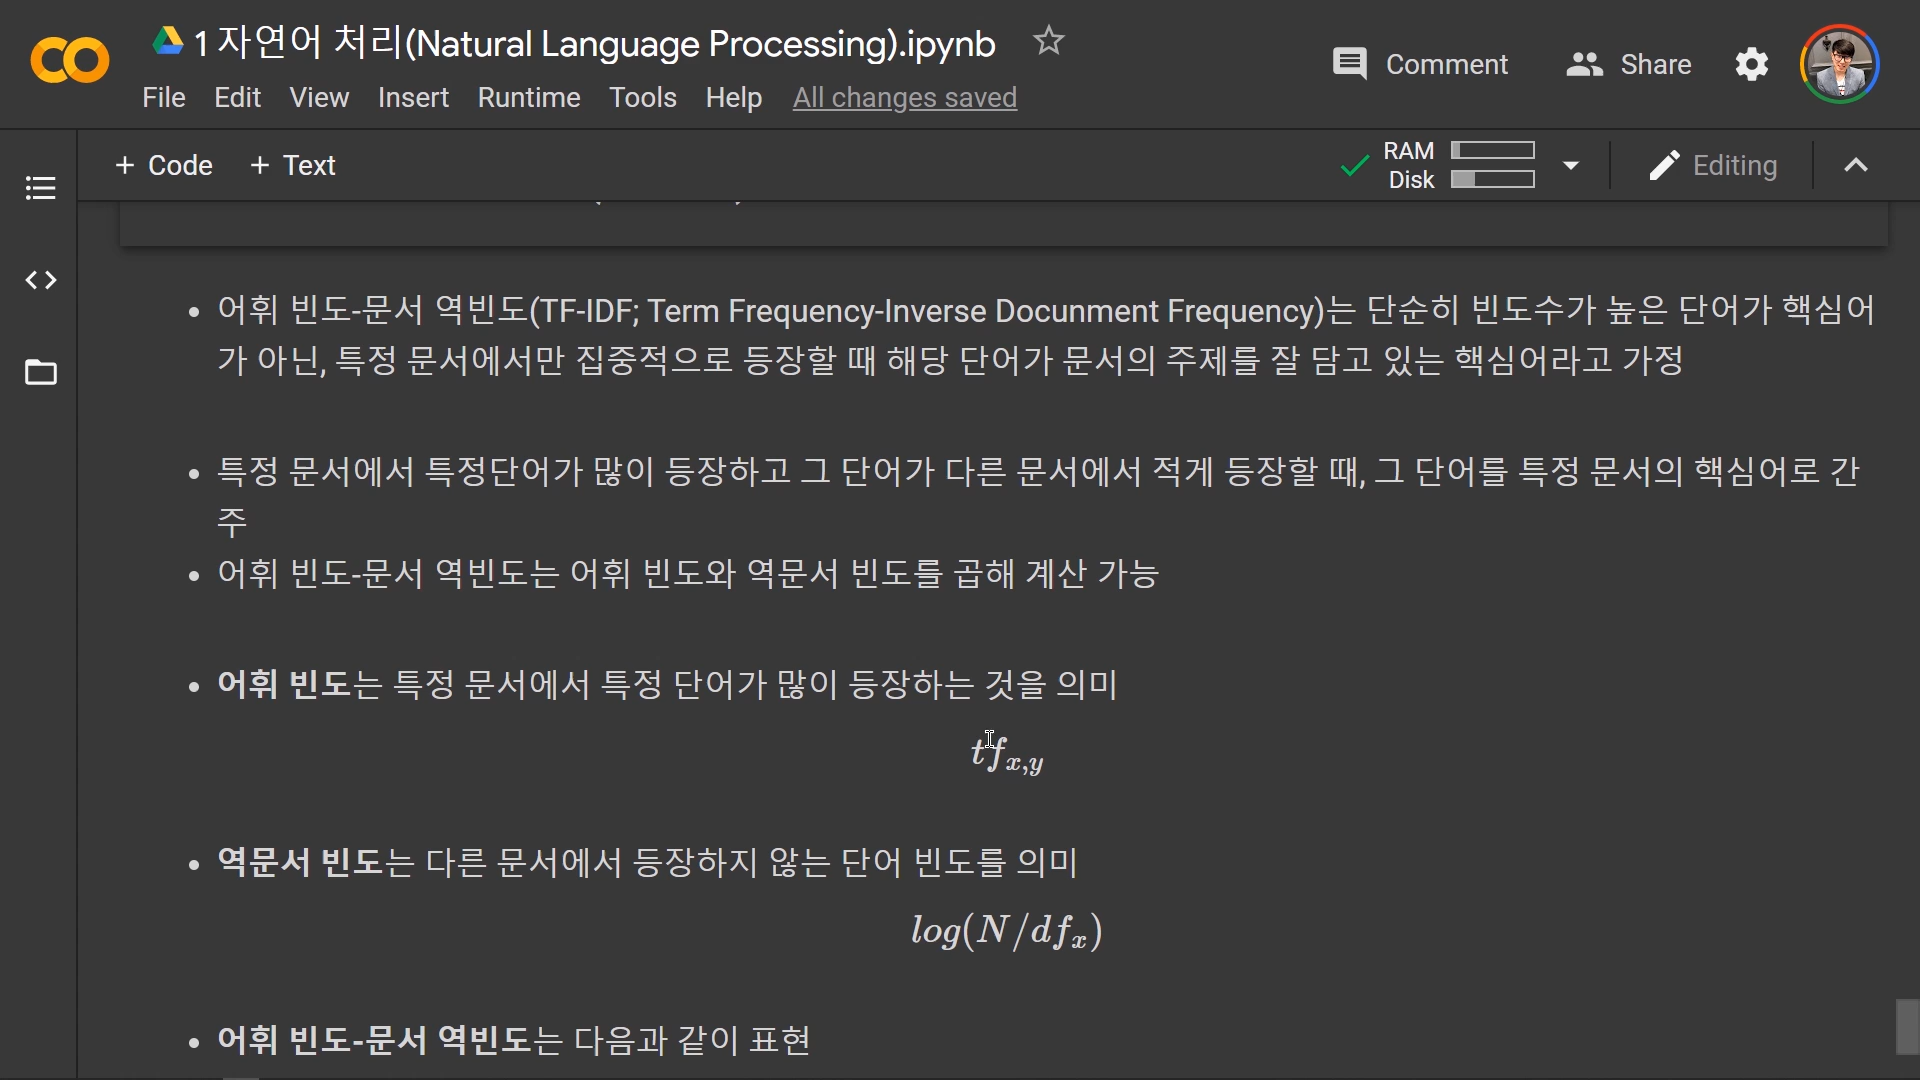 1 자연어 처리(Natural Language Processing).ipynb
Comment
Share
File Edit View Insert Runtime Tools Help All changes saved
+ Code + Text
RAM
Disk
Editing
어휘 빈도-문서 역빈도(TF-IDF; Term Frequency-Inverse Docunment Frequency)는 단순히 빈도수가 높은 단어가 핵심어
가 아닌, 특정 문서에서만 집중적으로 등장할 때 해당 단어가 문서의 주제를 잘 담고 있는 핵심어라고 가정
특정 문서에서 특정단어가 많이 등장하고 그 단어가 다른 문서에서 적게 등장할 때, 그 단어를 특정 문서의 핵심어로 간
주
어휘 빈도-문서 역빈도는 어휘 빈도와 역문서 빈도를 곱해 계산 가능
어휘 빈도는 특정 문서에서 특정 단어가 많이 등장하는 것을 의미
tf_{x,y}
역문서 빈도는 다른 문서에서 등장하지 않는 단어 빈도를 의미
log(N/df_x)
어휘 빈도-문서 역빈도는 다음과 같이 표현